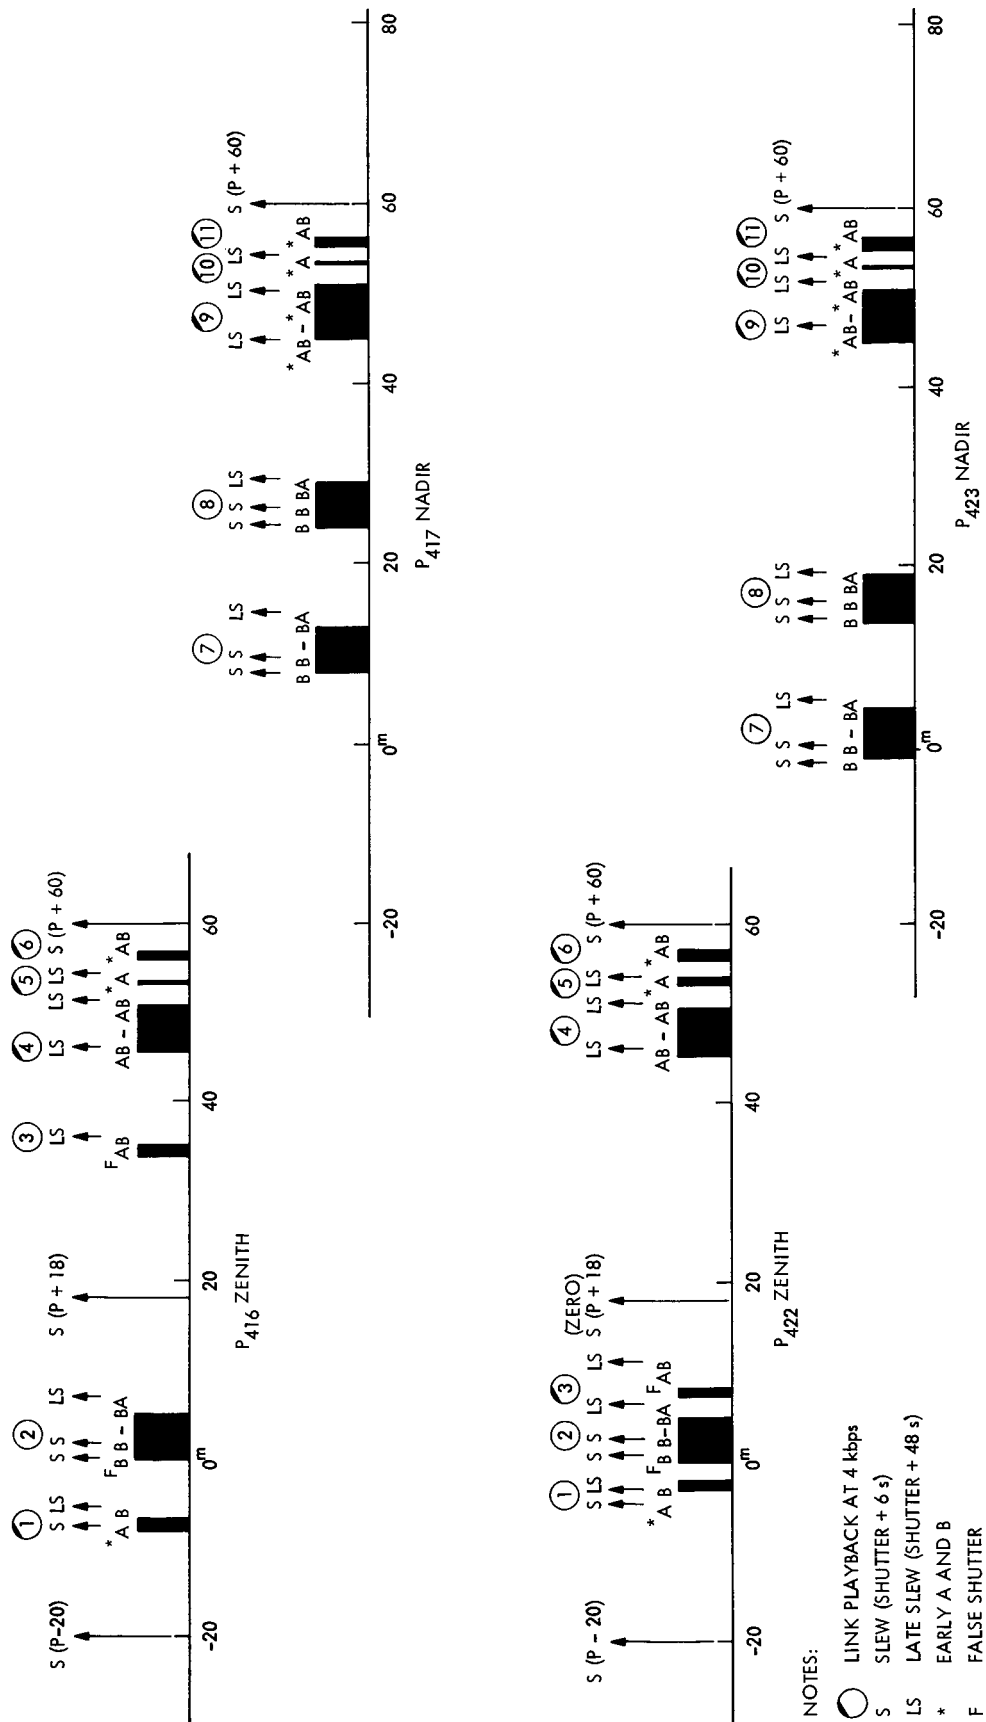 S (P-20)
1
S LS
* A B
2
S S LS
F B B - BA
S (P + 18)
3
LS
F AB
4 5 6
LS LS LS S (P + 60)
AB - AB * A * AB
-20 0m 20 40 60
P416 ZENITH
7
S S LS
B B - BA
8
S S LS
B B BA
9 10 11
LS LS LS S (P + 60)
* AB - * AB * A * AB
-20 0m 20 40 60 80
P417 NADIR
S (P - 20)
1
S LS
* A B
2
S S LS
F B B-BA
3
LS
F AB
(ZERO)
S (P + 18)
4 5 6
LS LS LS S (P + 60)
AB - AB * A * AB
-20 0m 20 40 60
P422 ZENITH
7
S S LS
B B - BA
8
S S LS
B B BA
9 10 11
LS LS LS S (P + 60)
* AB - AB * A * AB
-20 0m 20 40 60 80
P423 NADIR
NOTES:
LINK PLAYBACK AT 4 kbps
S SLEW (SHUTTER + 6 s)
LS LATE SLEW (SHUTTER + 48 s)
* EARLY A AND B
F FALSE SHUTTER